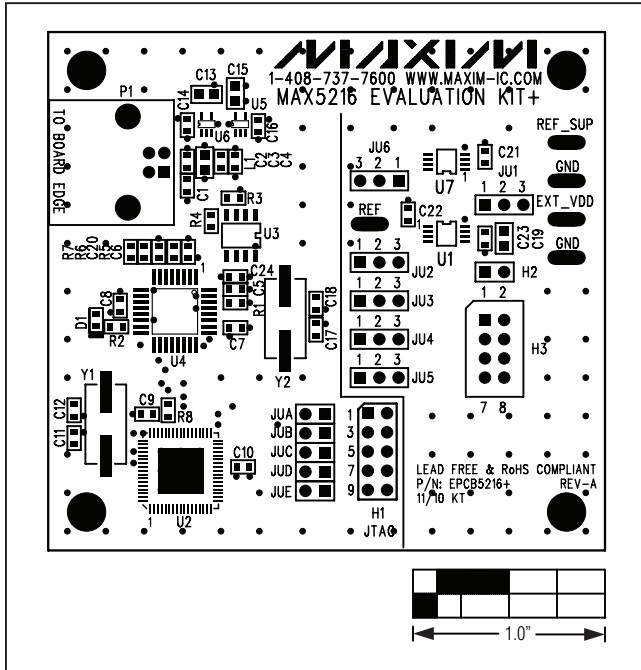 MAXIM
1-408-737-7600 WWW.MAXIM-IC.COM
MAX5216 EVALUATION KIT+
P1
C13
C15
C14
U5
U6
C16
TO BOARD EDGE
L1
C2
C3
C4
C1
R3
R4
U3
JU6
3 2 1
U7
1
C21
JU1
1 2 3
REF_SUP
GND
EXT_VDD
GND
REF
C22
1
U1
C23
C19
H2
R7
R6
C20
R5
C6
1
C24
C5
R1
C7
C8
D1
R2
U4
C18
C17
Y2
1 2 3
JU2
1 2 3
JU3
1 2 3
JU4
1 2 3
JU5
1 2
H3
7 8
Y1
C12
C11
C9
R8
C10
1
U2
JUA
JUB
JUC
JUD
JUE
1
3
5
7
9
H1
JTAG
LEAD FREE & RoHS COMPLIANT
P/N: EPCB5216+ REV-A
11/10 KT
1.0"